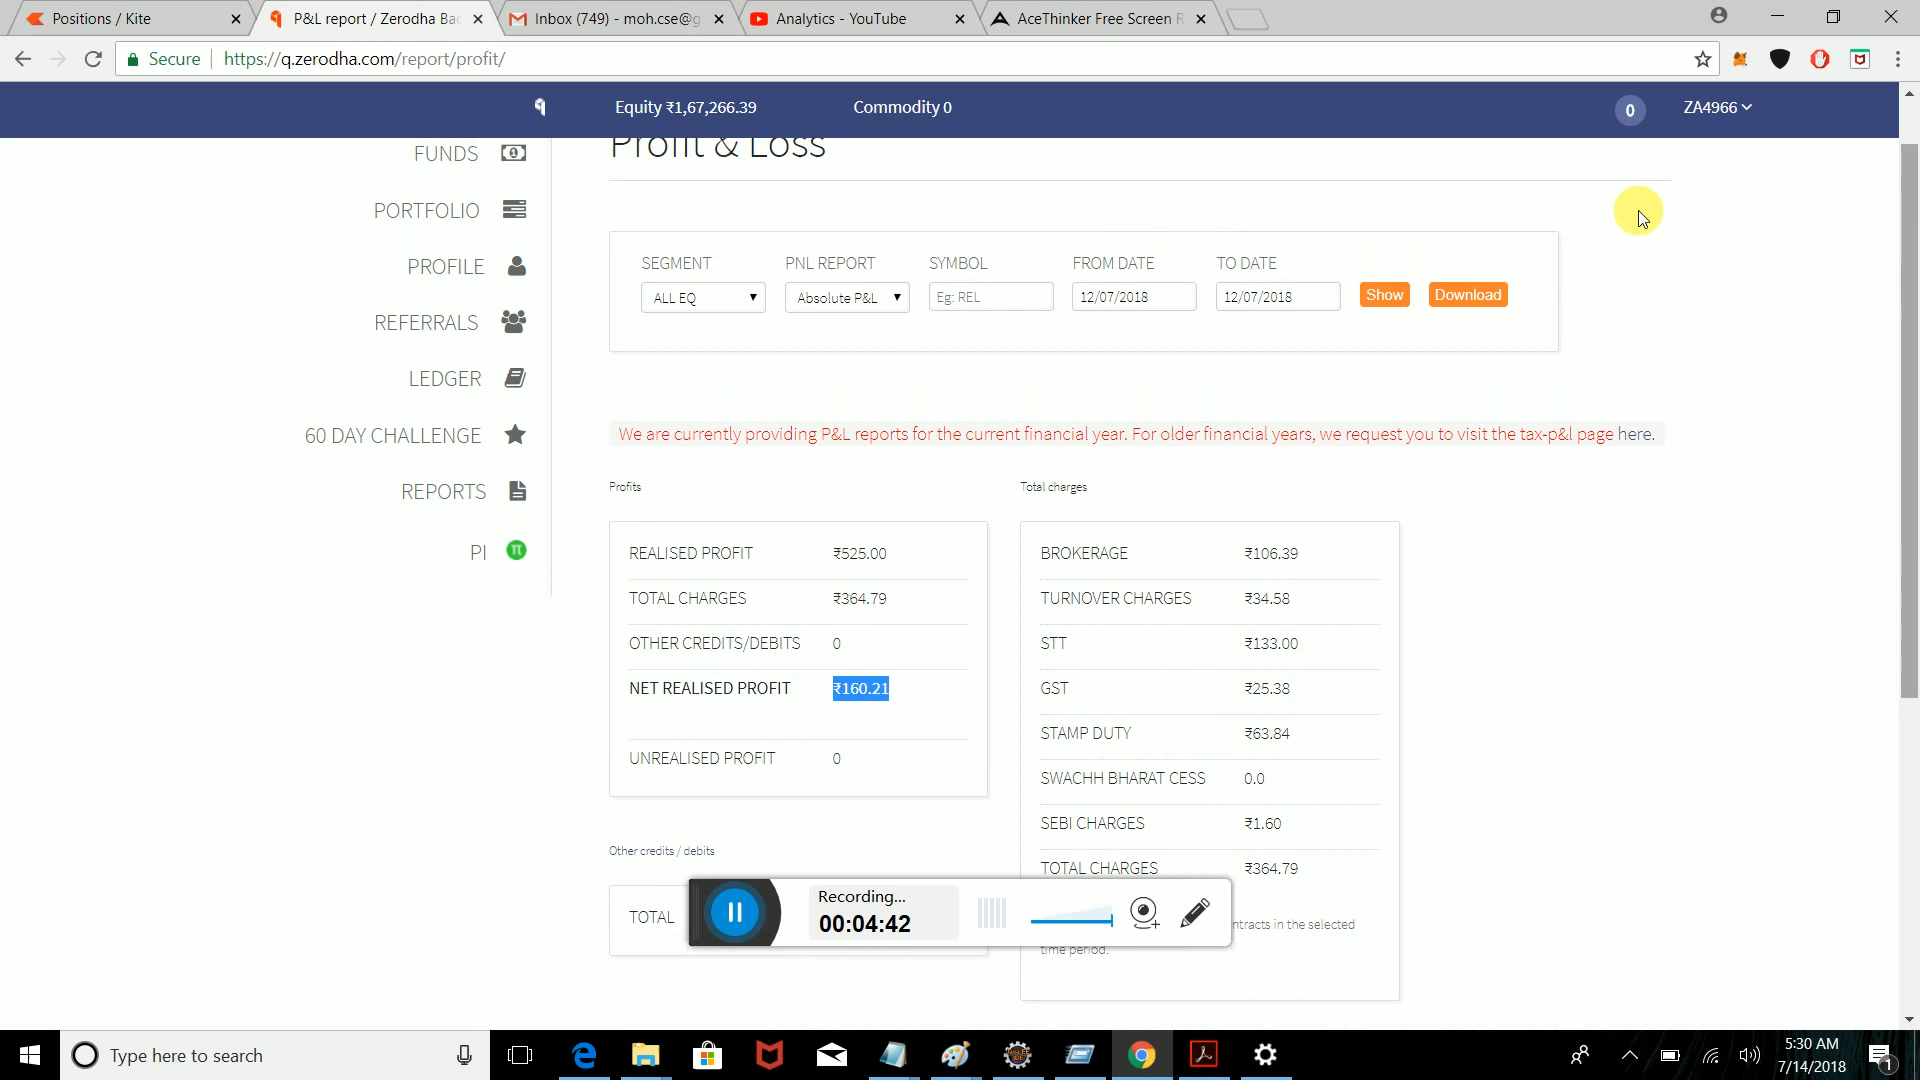 Positions / Kite
P&L report / Zerodha Bac
Inbox (749) - moh.cse@g
Analytics - YouTube
AceThinker Free Screen R
Secure
https://q.zerodha.com/report/profit/
Equity ₹1,67,266.39
Commodity 0
0
ZA4966
Profit & Loss
FUNDS
PORTFOLIO
PROFILE
REFERRALS
LEDGER
60 DAY CHALLENGE
REPORTS
PI
SEGMENT
PNL REPORT
SYMBOL
FROM DATE
TO DATE
ALL EQ
Absolute P&L
Eg: REL
12/07/2018
12/07/2018
Show
Download
We are currently providing P&L reports for the current financial year. For older financial years, we request you to visit the tax-p&l page here.
Profits
REALISED PROFIT ₹525.00
TOTAL CHARGES ₹364.79
OTHER CREDITS/DEBITS 0
NET REALISED PROFIT ₹160.21
UNREALISED PROFIT 0
Other credits / debits
TOTAL
Total charges
BROKERAGE ₹106.39
TURNOVER CHARGES ₹34.58
STT ₹133.00
GST ₹25.38
STAMP DUTY ₹63.84
SWACHH BHARAT CESS 0.0
SEBI CHARGES ₹1.60
TOTAL CHARGES ₹364.79
in the selected
time period.
Recording...
00:04:42
Type here to search
5:30 AM
7/14/2018
1